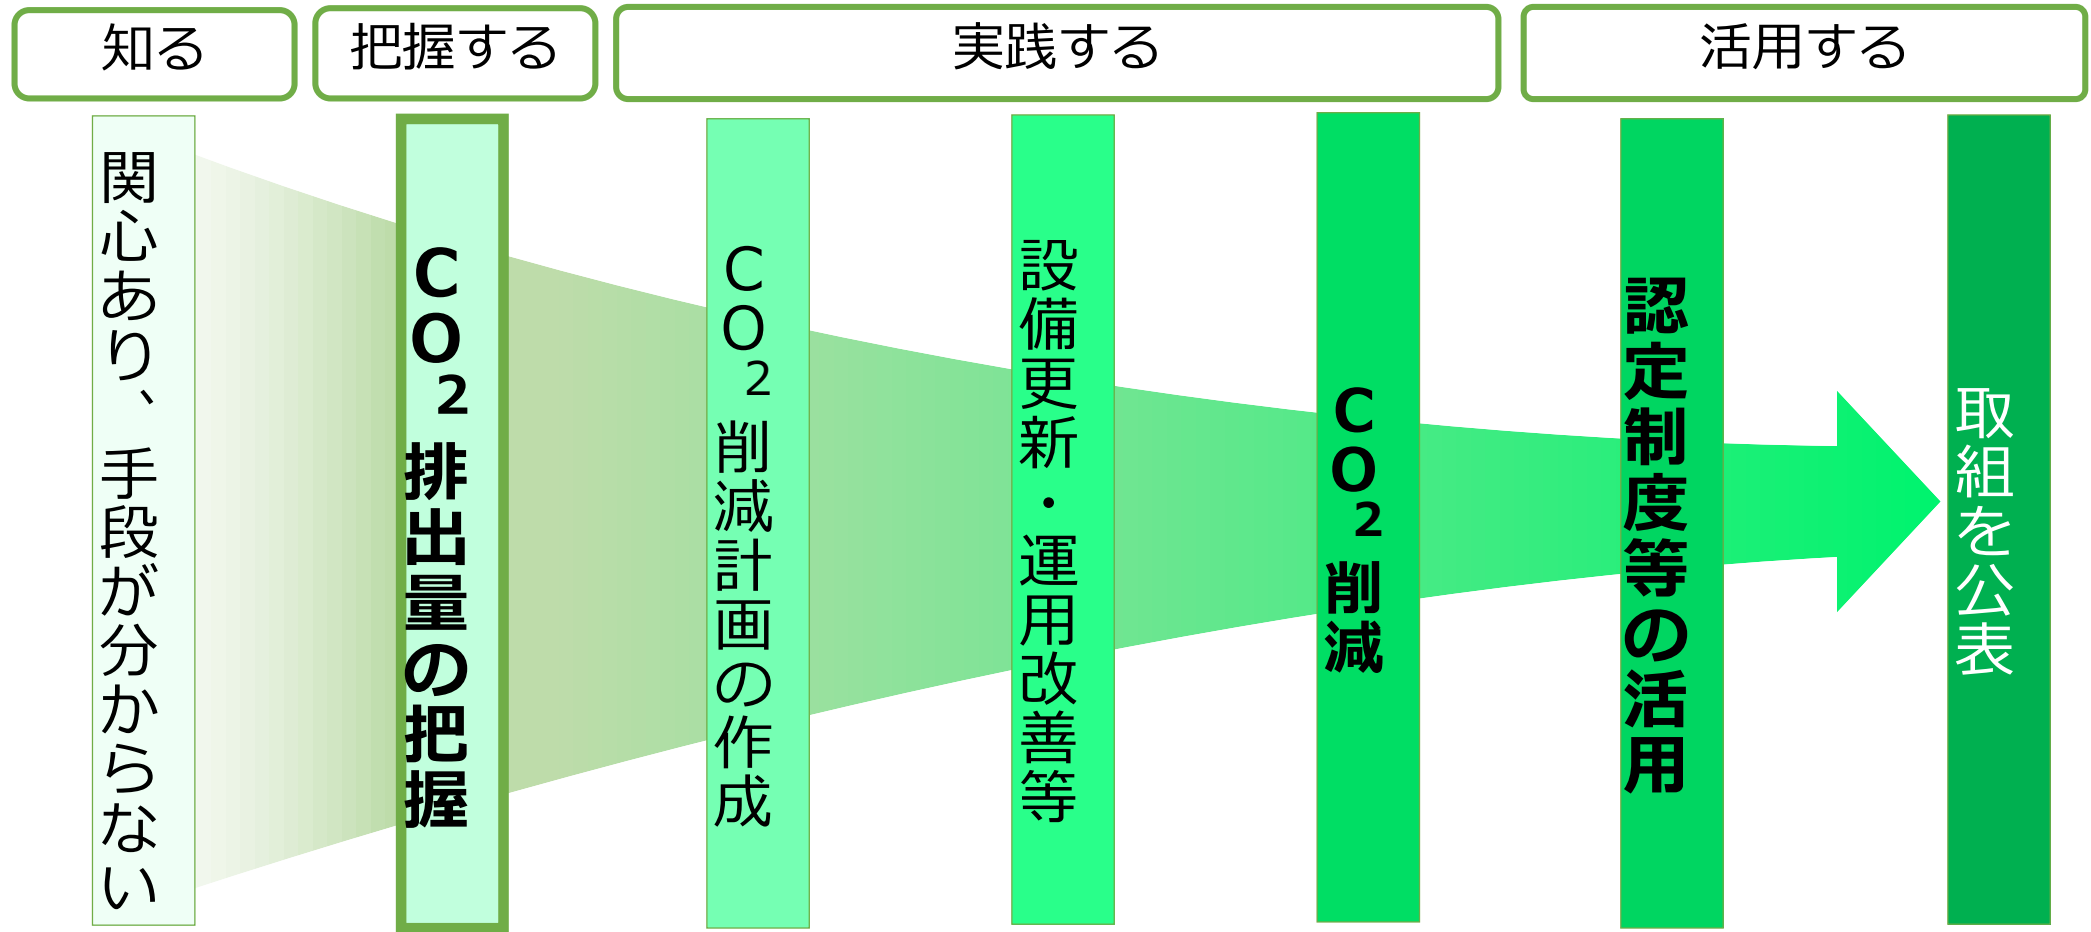 知る
把握する
実践する
活用する
関心あり、手段が分からない
ＣＯ２排出量の把握
ＣＯ２削減計画の作成
設備更新・運用改善等
ＣＯ２削減
認定制度等の活用
取組を公表